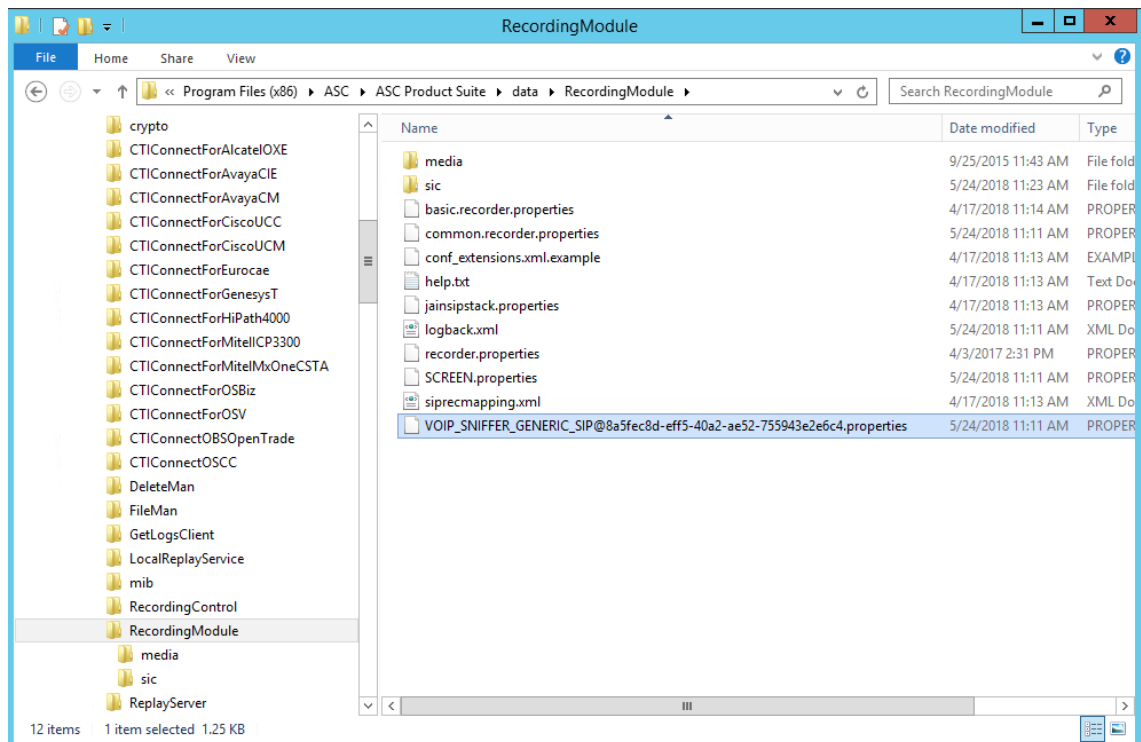 RecordingModule
File Home Share View
« Program Files (x86) ASC ASC Product Suite data RecordingModule
Search RecordingModule
crypto
CTIConnectForAlcatelOXE
CTIConnectForAvayaCIE
CTIConnectForAvayaCM
CTIConnectForCiscoUCC
CTIConnectForCiscoUCM
CTIConnectForEurocae
CTIConnectForGenesysT
CTIConnectForHiPath4000
CTIConnectForMitelICP3300
CTIConnectForMitelMxOneCSTA
CTIConnectForOSBiz
CTIConnectForOSV
CTIConnectOBSOpenTrade
CTIConnectOSCC
DeleteMan
FileMan
GetLogsClient
LocalReplayService
mib
RecordingControl
RecordingModule
media
sic
ReplayServer
Name Date modified Type
media 9/25/2015 11:43 AM File fold
sic 5/24/2018 11:23 AM File fold
basic.recorder.properties 4/17/2018 11:14 AM PROPER
common.recorder.properties 5/24/2018 11:11 AM PROPER
conf_extensions.xml.example 4/17/2018 11:13 AM EXAMPL
help.txt 4/17/2018 11:13 AM Text Do
jainsipstack.properties 4/17/2018 11:13 AM PROPER
logback.xml 5/24/2018 11:11 AM XML Do
recorder.properties 4/3/2017 2:31 PM PROPER
SCREEN.properties 5/24/2018 11:11 AM PROPER
siprecmapping.xml 4/17/2018 11:13 AM XML Do
VOIP_SNIFFER_GENERIC_SIP@8a5fec8d-eff5-40a2-ae52-755943e2e6c4.properties 5/24/2018 11:11 AM PROPER
12 items 1 item selected 1.25 KB